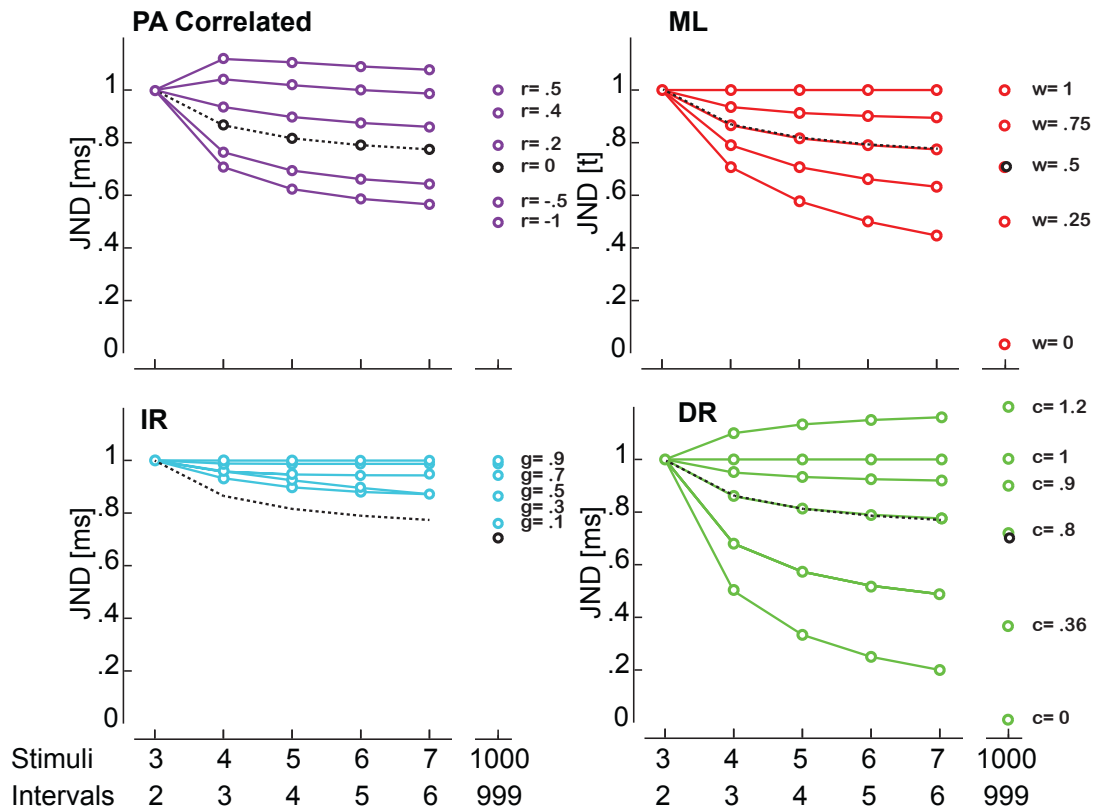 PA Correlated
JND [ms]
1
.8
.6
.4
.2
0
r= .5
r= .4
r= .2
r= 0
r= -.5
r= -1
ML
JND [t]
1
.8
.6
.4
.2
0
w= 1
w= .75
w= .5
w= .25
w= 0
IR
JND [ms]
1
.8
.6
.4
.2
0
g= .9
g= .7
g= .5
g= .3
g= .1
DR
JND [ms]
1
.8
.6
.4
.2
0
c= 1.2
c= 1
c= .9
c= .8
c= .36
c= 0
Stimuli 3 4 5 6 7 1000 3 4 5 6 7 1000
Intervals 2 3 4 5 6 999 2 3 4 5 6 999